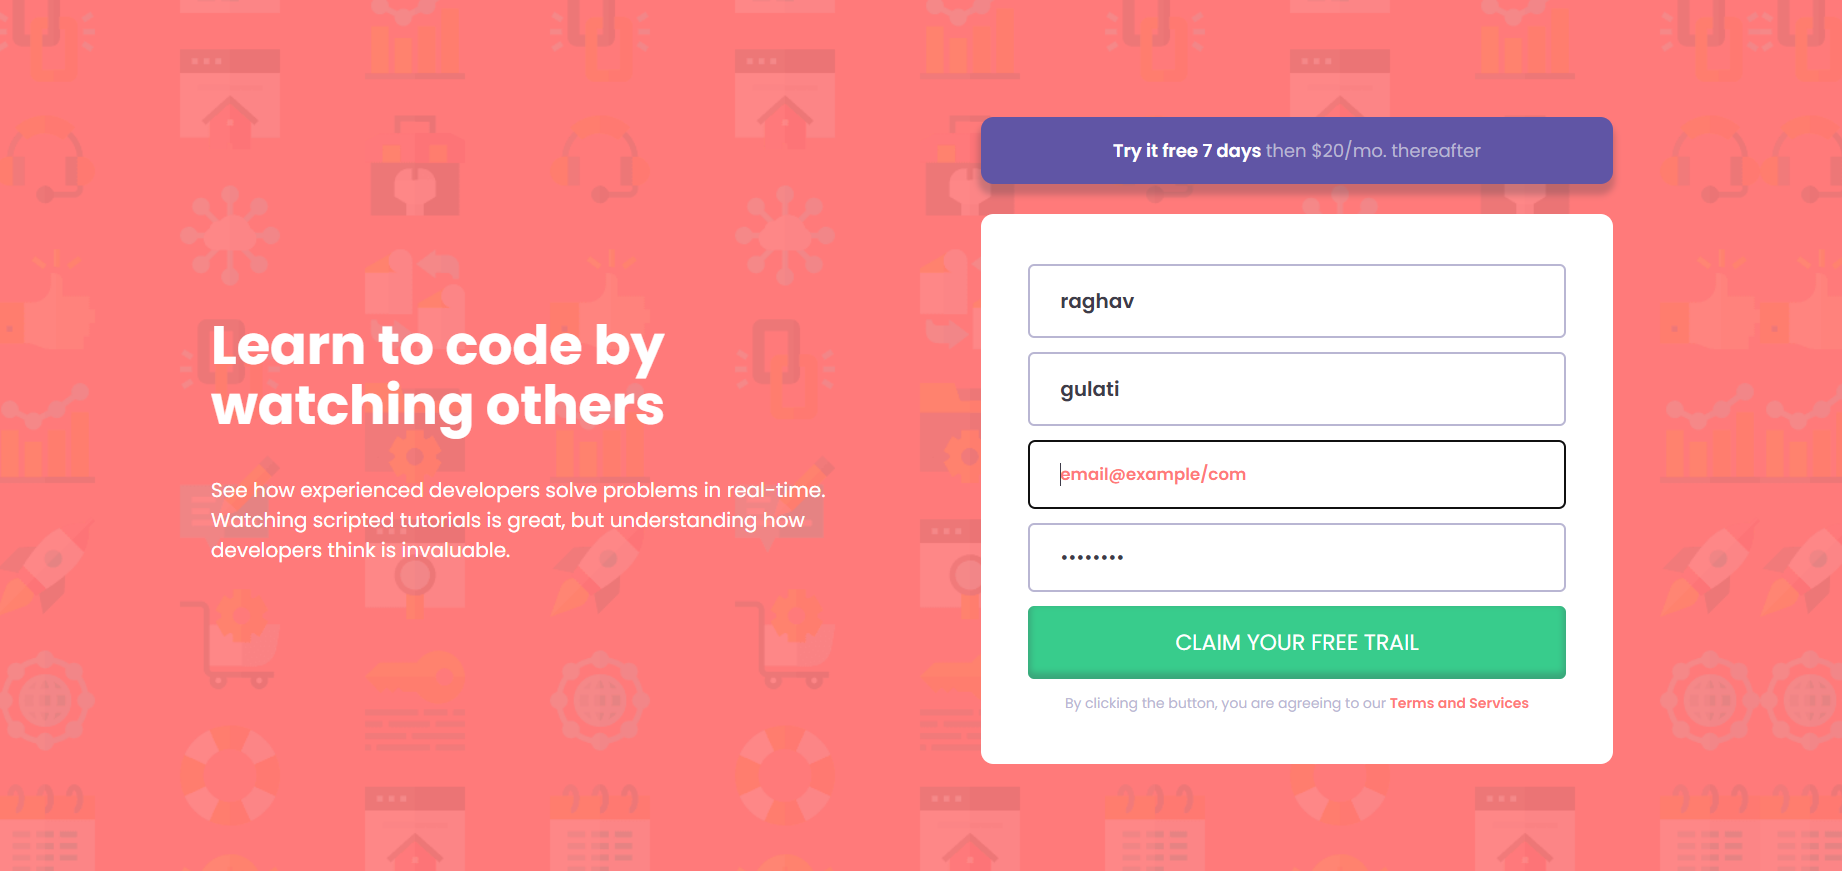 Learn to code by
watching others
See how experienced developers solve problems in real-time.
Watching scripted tutorials is great, but understanding how
developers think is invaluable.
Try it free 7 days then $20/mo. thereafter
raghav
gulati
email@example/com
••••••••
CLAIM YOUR FREE TRAIL
By clicking the button, you are agreeing to our Terms and Services